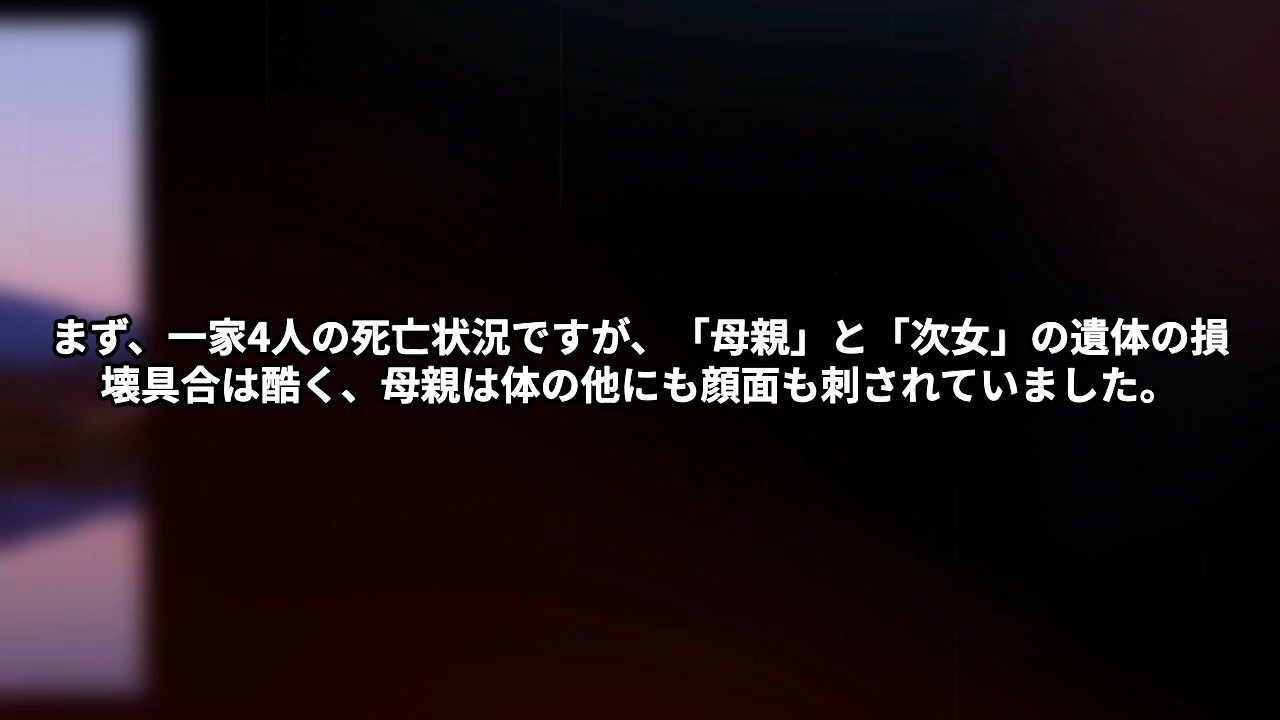 まず、一家4人の死亡状況ですが、「母親」と「次女」の遺体の損
壊具合は酷く、母親は体の他にも顔面も刺されていました。